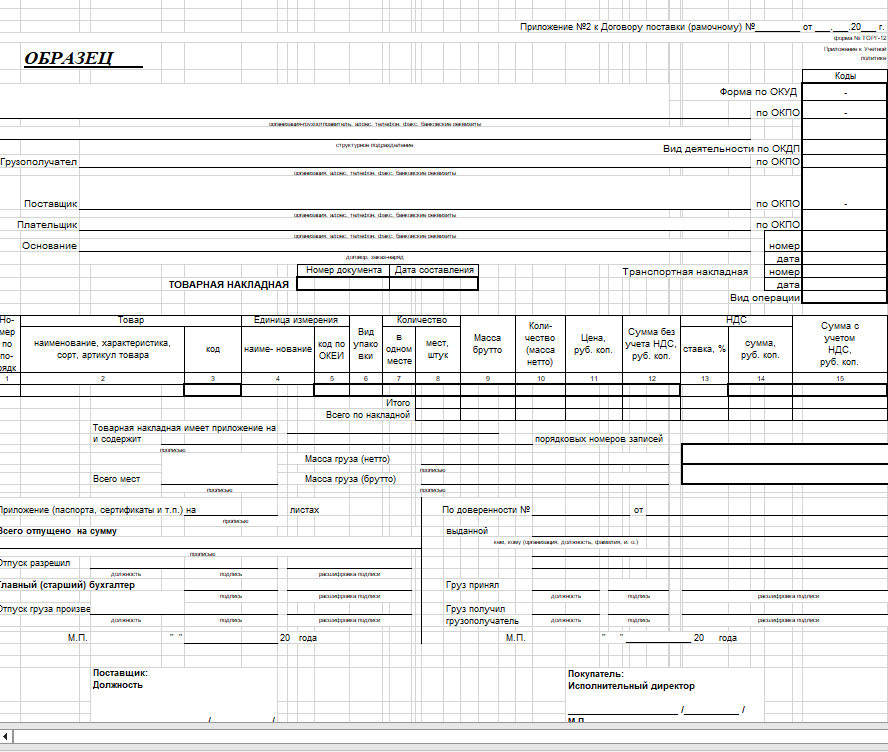 Приложение №2 к Договору поставки (рамочному) №________ от ___.___.20___ г.
форма № ТОРГ-12
Приложение к Учетной
политике
ОБРАЗЕЦ
Коды
Форма по ОКУД -
по ОКПО -
организация-грузоотправитель, адрес, телефон, факс, банковские реквизиты
структурное подразделение
Вид деятельности по ОКДП
Грузополучател по ОКПО
организация, адрес, телефон, факс, банковские реквизиты
Поставщик по ОКПО -
организация, адрес, телефон, факс, банковские реквизиты
Плательщик по ОКПО
организация, адрес, телефон, факс, банковские реквизиты
Основание номер
договор, заказ-наряд
дата
Номер документа Дата составления
Транспортная накладная номер
ТОВАРНАЯ НАКЛАДНАЯ
дата
Вид операции
Но-
мер
по
по-
рядк
Товар
наименование, характеристика,
сорт, артикул товара
код
Единица измерения
наиме- нование
код по
ОКЕИ
Вид
упако
вки
Количество
в
одном
месте
мест,
штук
Масса
брутто
Коли-
чество
(масса
нетто)
Цена,
руб. коп.
Сумма без
учета НДС,
руб. коп.
НДС
ставка, %
сумма,
руб. коп.
Сумма с
учетом
НДС,
руб. коп.
1 2 3 4 5 6 7 8 9 10 11 12 13 14 15
Итого
Всего по накладной
Товарная накладная имеет приложение на
и содержит порядковых номеров записей
прописью
Масса груза (нетто)
прописью
Всего мест Масса груза (брутто)
прописью прописью
Приложение (паспорта, сертификаты и т.п.) на листах
прописью
По доверенности № от
Всего отпущено на сумму
выданной
кем, кому (организация, должность, фамилия, и. о.)
прописью
Отпуск разрешил
должность подпись расшифровка подписи
Главный (старший) бухгалтер
подпись расшифровка подписи
Груз принял
должность подпись расшифровка подписи
Отпуск груза произве
должность подпись расшифровка подписи
Груз получил
грузополучатель
должность подпись расшифровка подписи
М.П. " " 20 года
М.П. " " 20 года
Поставщик:
Должность
/ /
Покупатель:
Исполнительный директор
/ /
М.П.